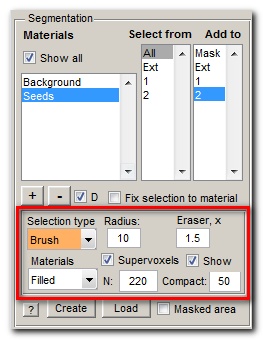 Segmentation
Materials Select from Add to
Show all
Background
Seeds
All
Ext
1
2
Mask
Ext
1
2
+ - D Fix selection to material
Selection type Radius: Eraser, x
Brush 10 1.5
Materials Supervoxels Show
Filled N: 220 Compact: 50
? Create Load Masked area